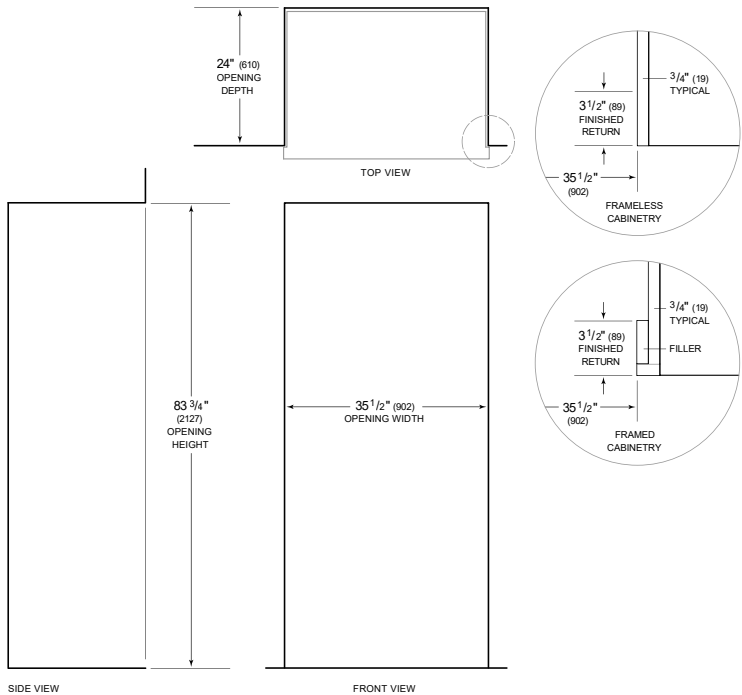 24" (610)
OPENING
DEPTH
TOP VIEW
3/4" (19)
TYPICAL
3 1/2" (89)
FINISHED
RETURN
35 1/2"
(902)
FRAMELESS
CABINETRY
3/4" (19)
TYPICAL
3 1/2" (89)
FINISHED
RETURN
FILLER
35 1/2"
(902)
FRAMED
CABINETRY
83 3/4"
(2127)
OPENING
HEIGHT
35 1/2" (902)
OPENING WIDTH
SIDE VIEW
FRONT VIEW